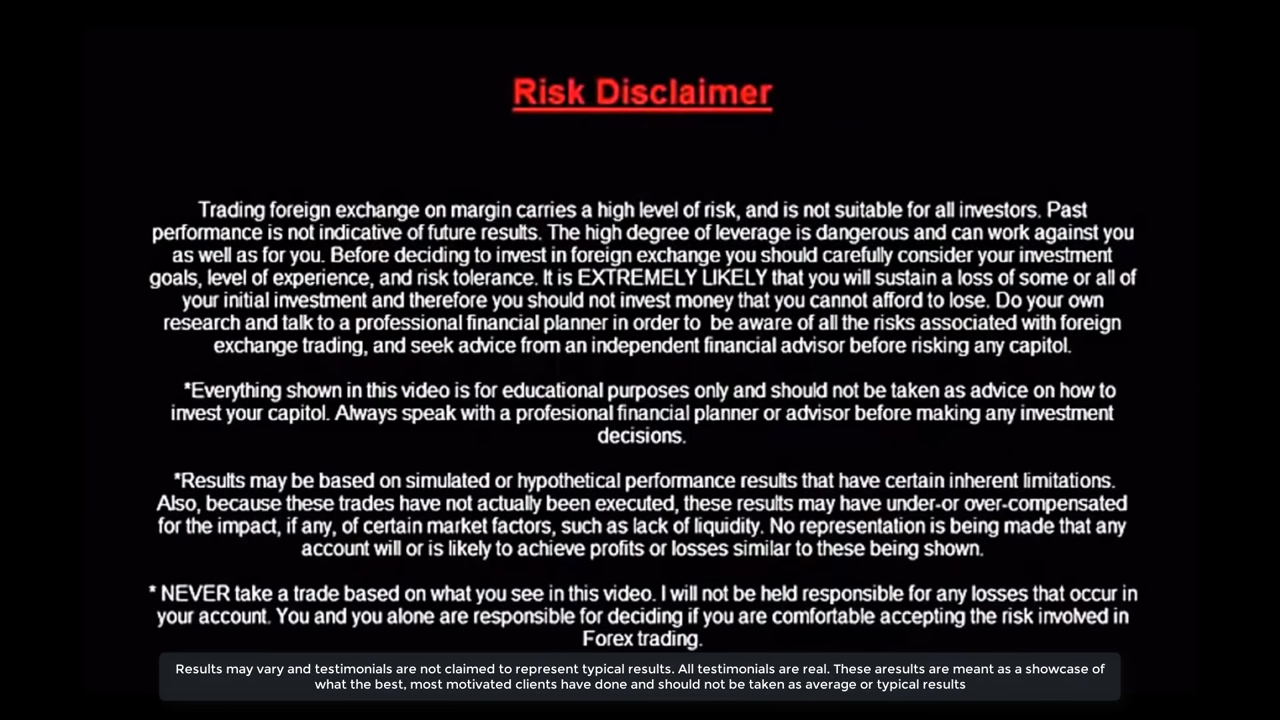 Risk Disclaimer
Trading foreign exchange on margin carries a high level of risk, and is not suitable for all investors. Past
performance is not indicative of future results. The high degree of leverage is dangerous and can work against you
as well as for you. Before deciding to invest in foreign exchange you should carefully consider your investment
goals, level of experience, and risk tolerance. It is EXTREMELY LIKELY that you will sustain a loss of some or all of
your initial investment and therefore you should not invest money that you cannot afford to lose. Do your own
research and talk to a professional financial planner in order to  be aware of all the risks associated with foreign
exchange trading, and seek advice from an independent financial advisor before risking any capitol.
*Everything shown in this video is for educational purposes only and should not be taken as advice on how to
invest your capitol. Always speak with a profesional financial planner or advisor before making any investment
decisions.
*Results may be based on simulated or hypothetical performance results that have certain inherent limitations.
Also, because these trades have not actually been executed, these results may have under-or over-compensated
for the impact, if any, of certain market factors, such as lack of liquidity. No representation is being made that any
account will or is likely to achieve profits or losses similar to these being shown.
* NEVER take a trade based on what you see in this video. I will not be held responsible for any losses that occur in
your account. You and you alone are responsible for deciding if you are comfortable accepting the risk involved in
Forex trading.
Results may vary and testimonials are not claimed to represent typical results. All testimonials are real. These aresults are meant as a showcase of
what the best, most motivated clients have done and should not be taken as average or typical results